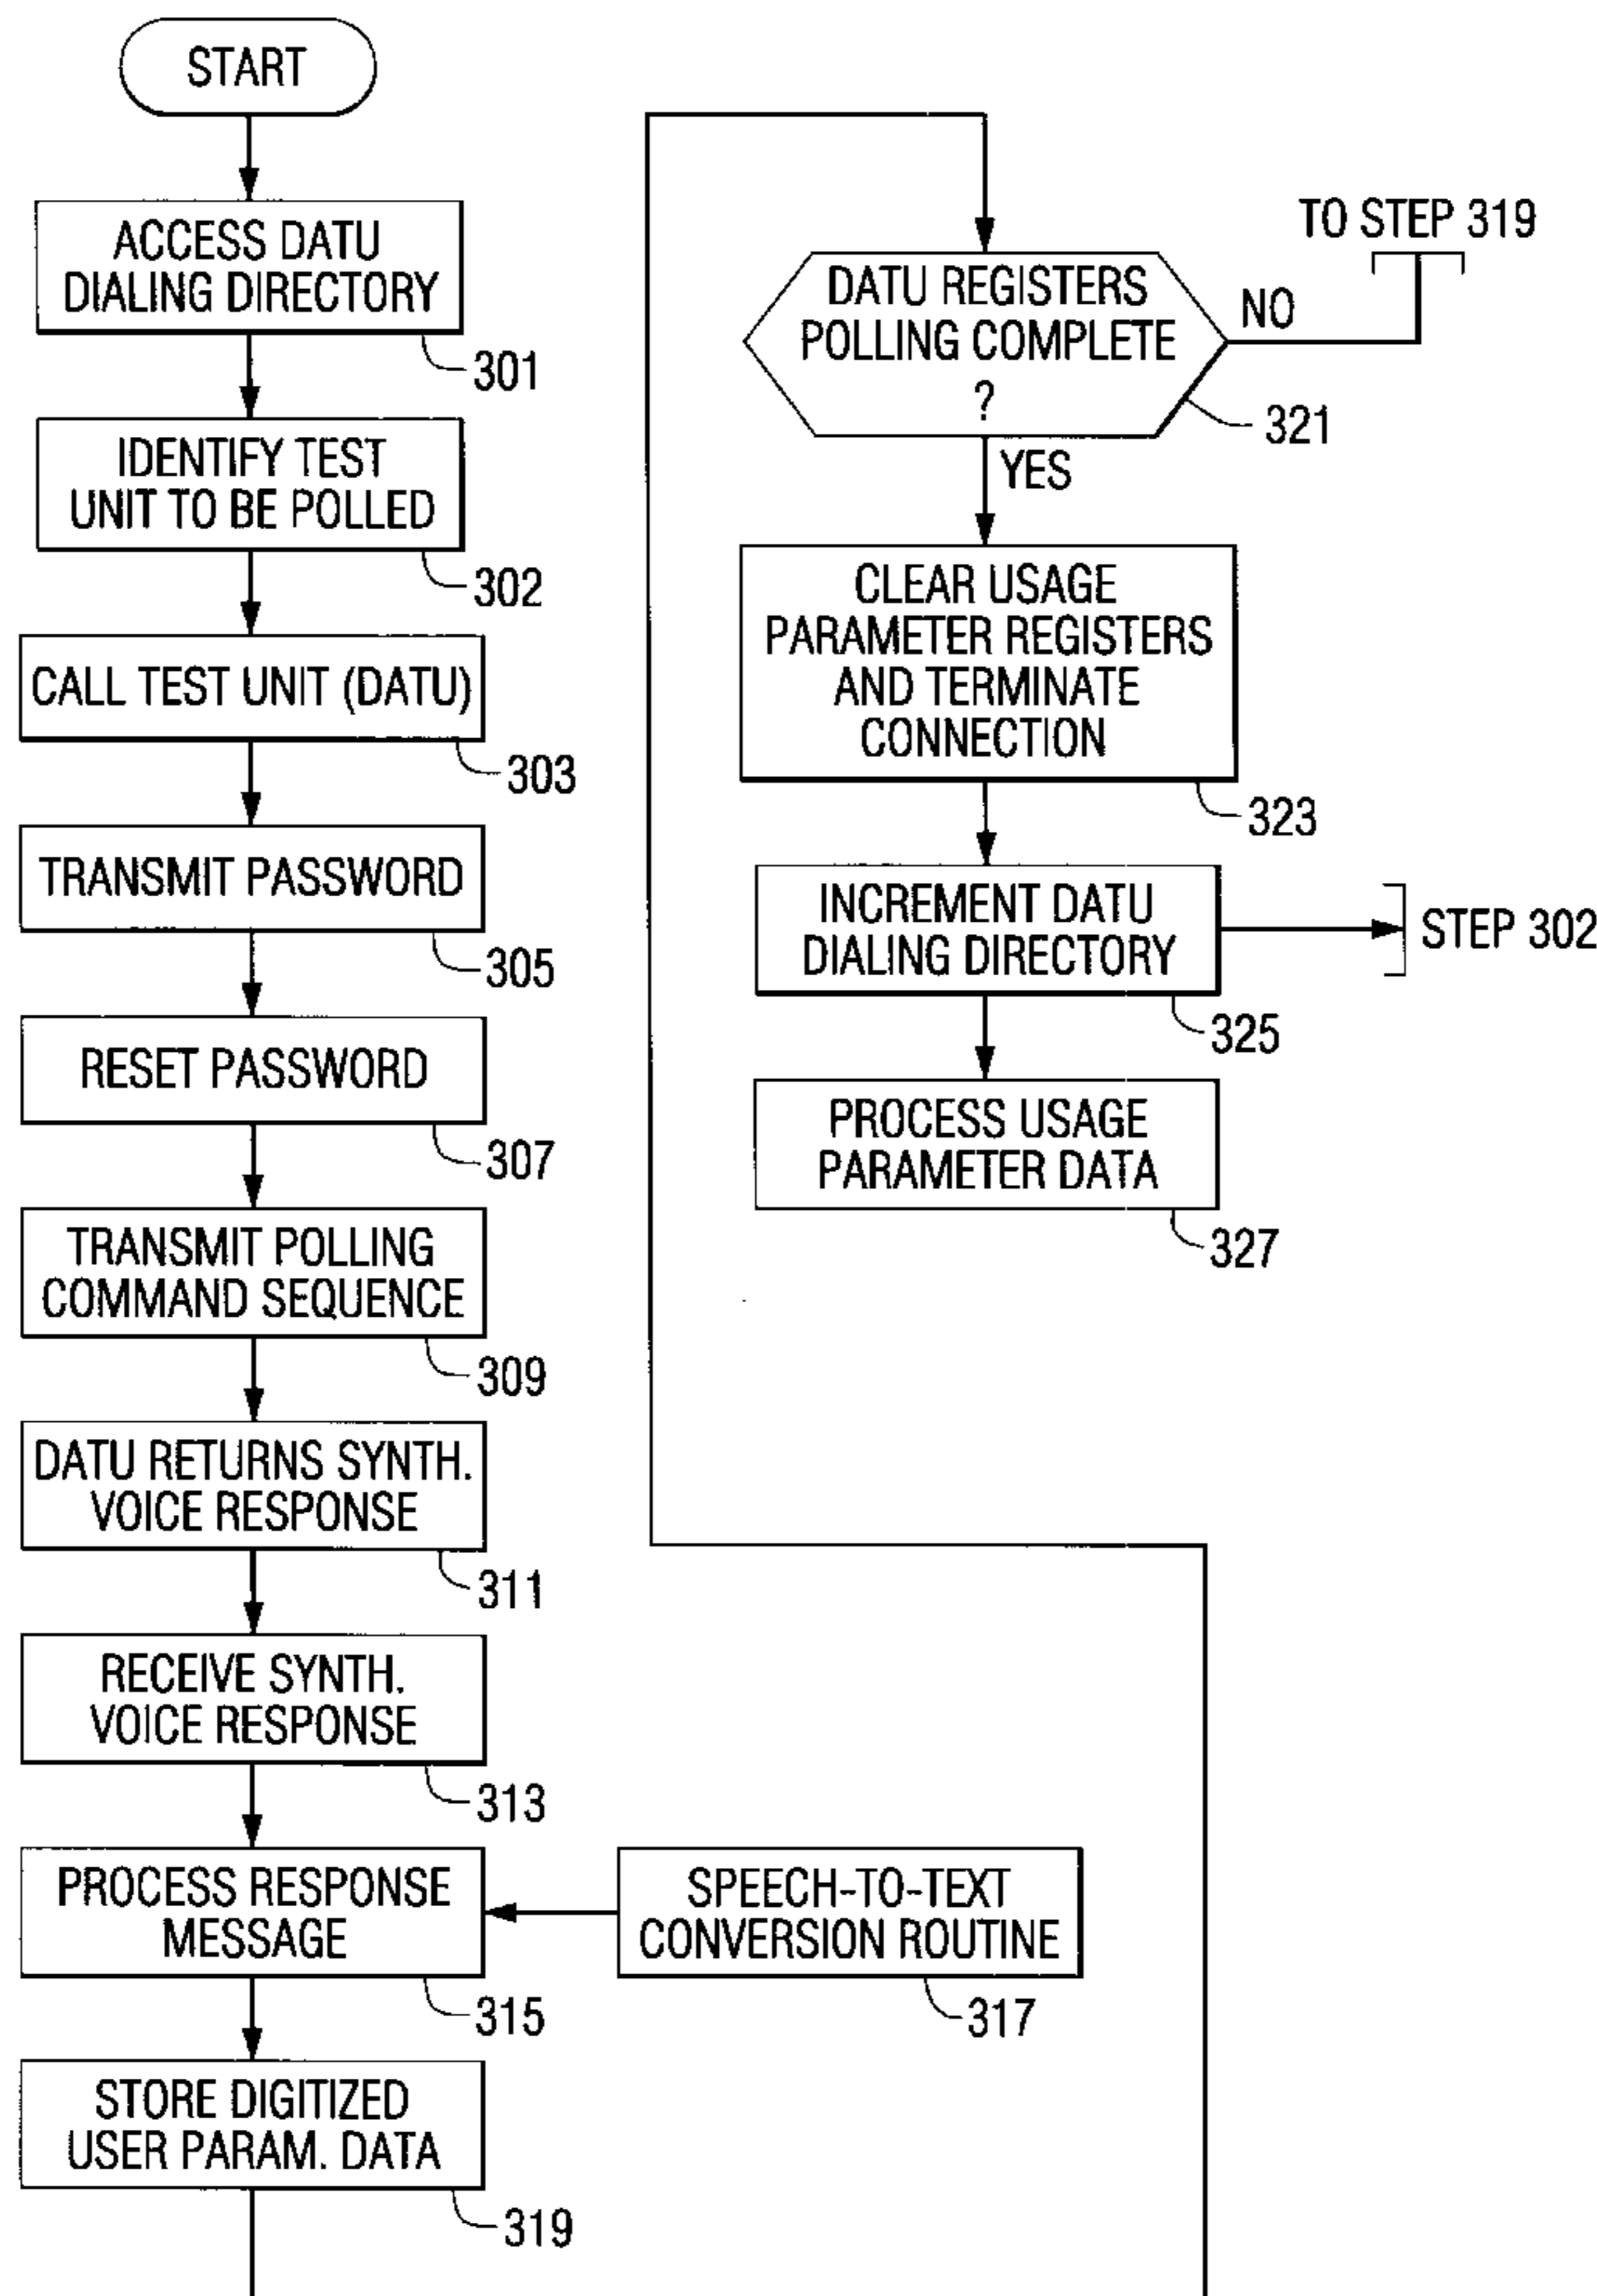 START
ACCESS DATU
DIALING DIRECTORY
301
IDENTIFY TEST
UNIT TO BE POLLED
302
CALL TEST UNIT (DATU)
303
TRANSMIT PASSWORD
305
RESET PASSWORD
307
TRANSMIT POLLING
COMMAND SEQUENCE
309
DATU RETURNS SYNTH.
VOICE RESPONSE
311
RECEIVE SYNTH.
VOICE RESPONSE
313
PROCESS RESPONSE
MESSAGE
315
SPEECH-TO-TEXT
CONVERSION ROUTINE
317
STORE DIGITIZED
USER PARAM. DATA
319
DATU REGISTERS
POLLING COMPLETE
?
321
NO
TO STEP 319
YES
CLEAR USAGE
PARAMETER REGISTERS
AND TERMINATE
CONNECTION
323
INCREMENT DATU
DIALING DIRECTORY
325
STEP 302
PROCESS USAGE
PARAMETER DATA
327